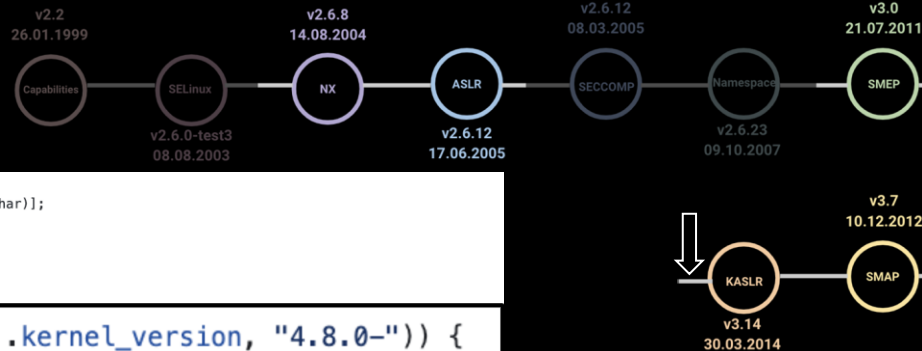 v2.2
26.01.1999
v2.6.8
14.08.2004
v2.6.12
08.03.2005
v3.0
21.07.2011
Capabilities
SELinux
NX
ASLR
SECCOMP
Namespace
SMEP
v2.6.0-test3
08.08.2003
v2.6.12
17.06.2005
v2.6.23
09.10.2007
har)];
v3.7
10.12.2012
KASLR
SMAP
v3.14
30.03.2014
.kernel_version, "4.8.0-")) {